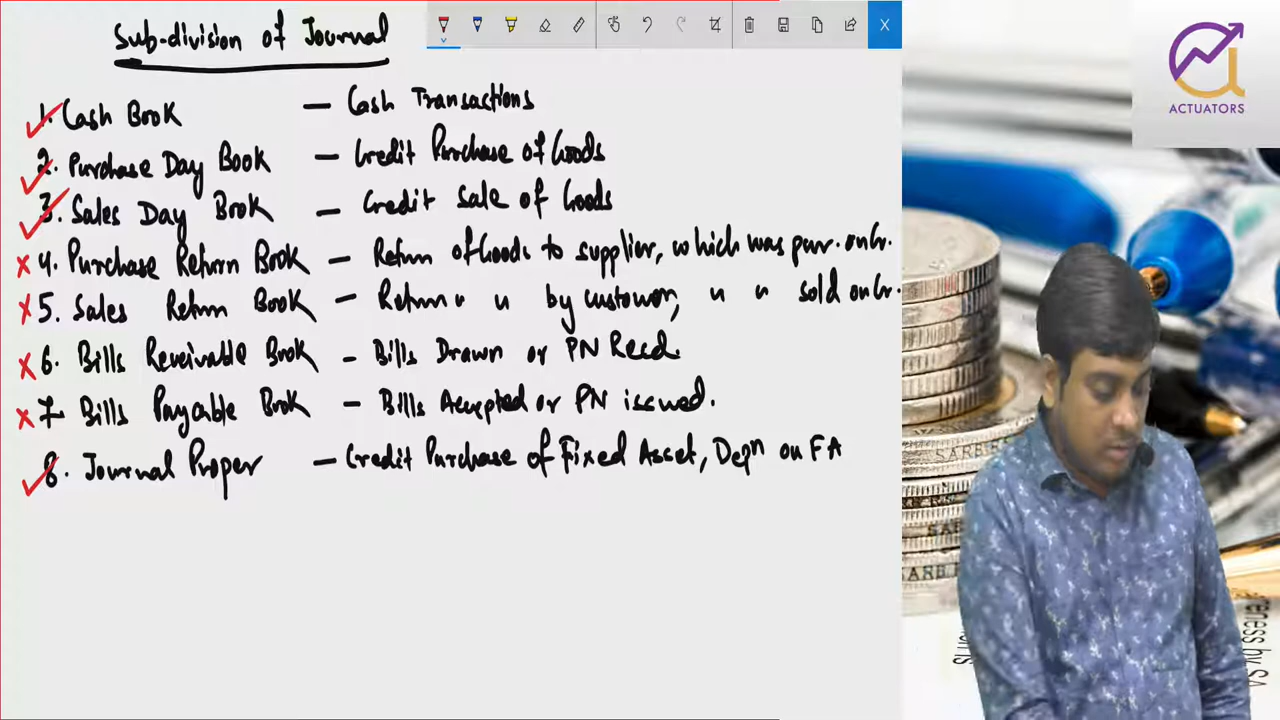 Sub-division of Journal
ACTUATORS
1. Cash Book — Cash Transactions
2. Purchase Day Book — Credit Purchase of Goods
3. Sales Day Book — Credit Sale of Goods
4. Purchase Return Book — Return of Goods to supplier, which was pur. on Cr.
5. Sales Return Book — Return u u by customer, u u sold on Cr.
6. Bills Receivable Book — Bills Drawn or PN Recd.
7. Bills Payable Book — Bills Accepted or PN issued.
8. Journal Proper — Credit Purchase of Fixed Asset, Depn on FA
SARB
SARB